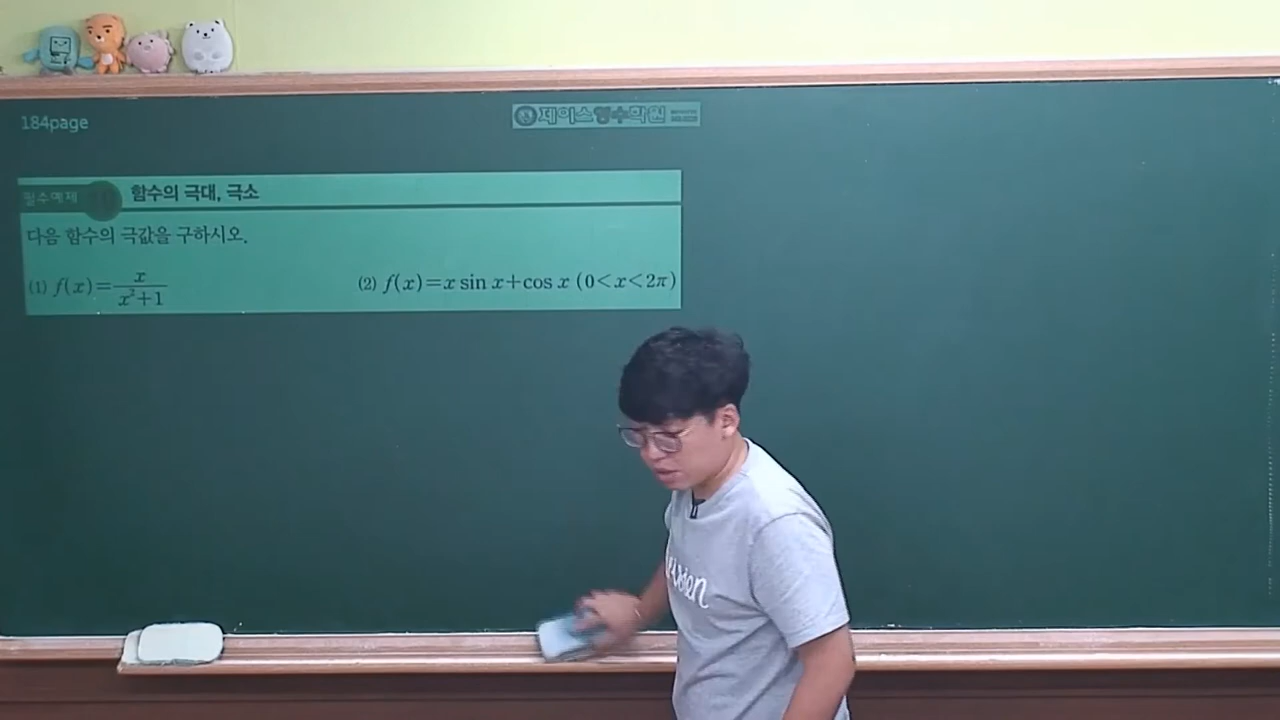 184page
제이스영수학원
필수예제
함수의 극대, 극소
다음 함수의 극값을 구하시오.
(1) f(x)=x/(x²+1)
(2) f(x)=x sin x+cos x (0<x<2π)